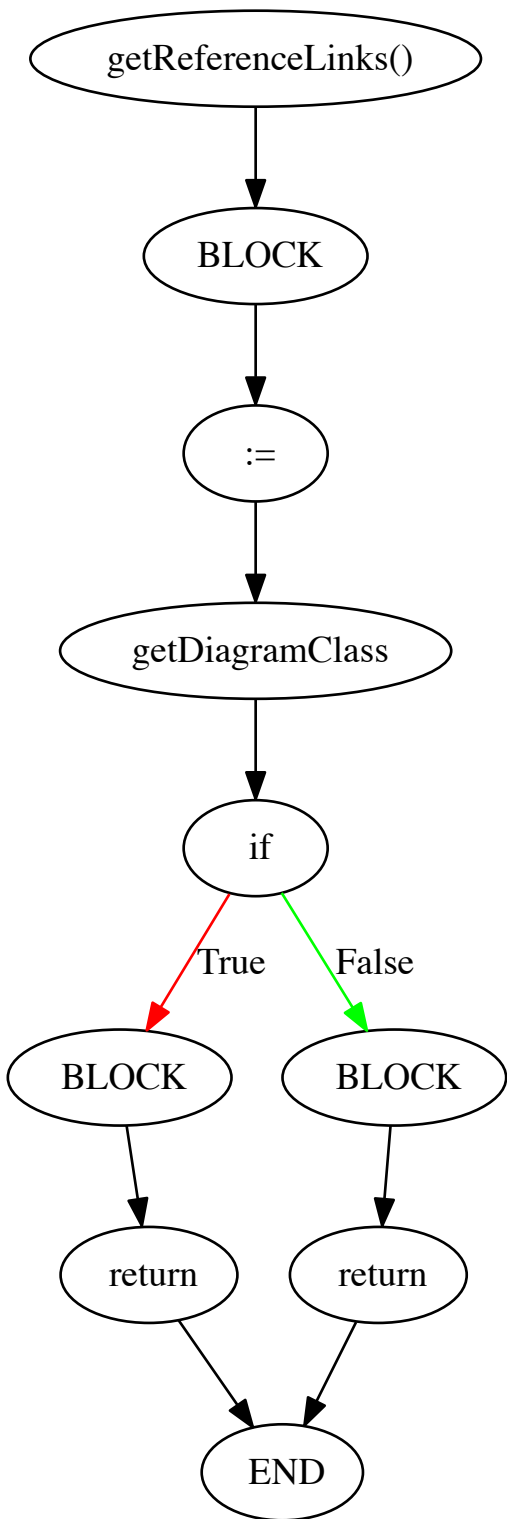 getReferenceLinks()
BLOCK
:=
getDiagramClass
if
True
False
BLOCK
BLOCK
return
return
END